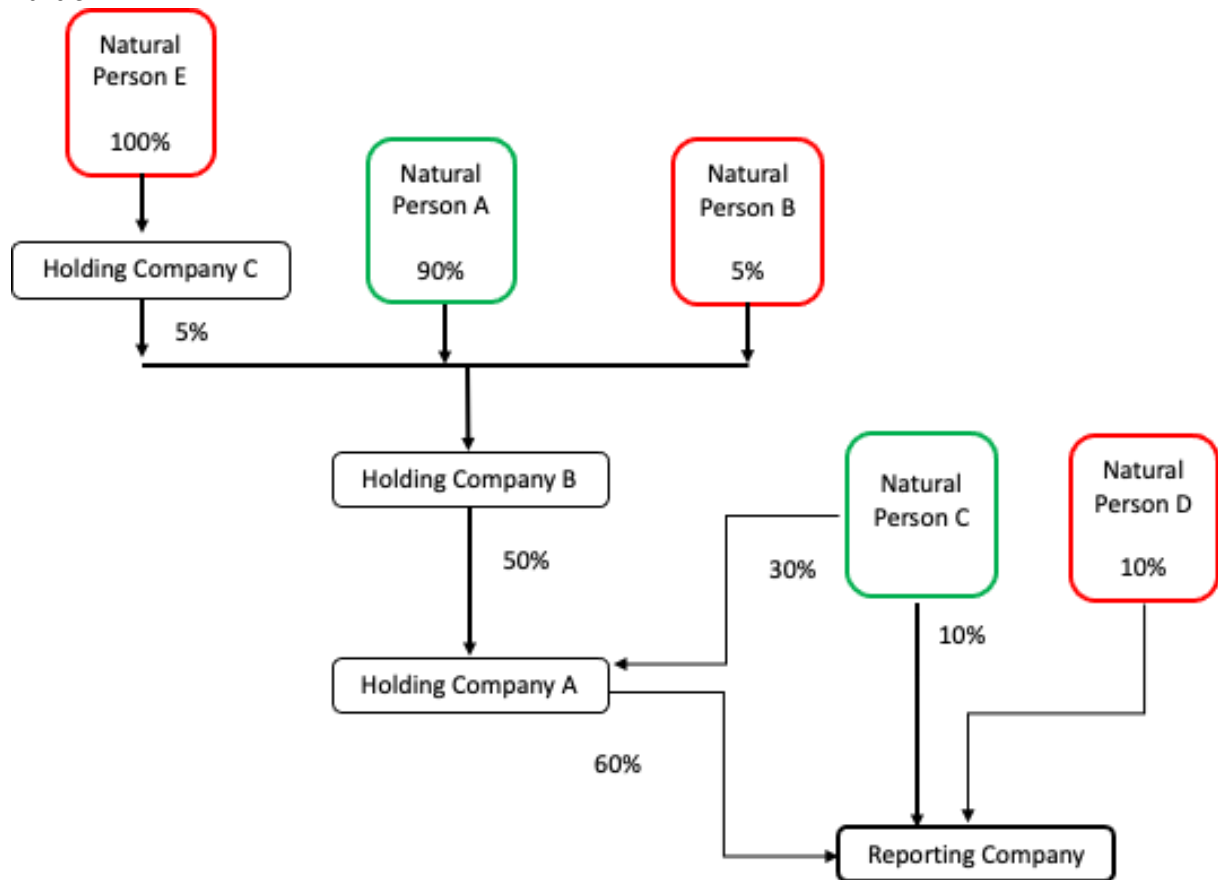 Natural
Person E
100%
Natural
Person A
90%
Natural
Person B
5%
Holding Company C
5%
Holding Company B
50%
Natural
Person C
30%
10%
Natural
Person D
10%
Holding Company A
60%
Reporting Company